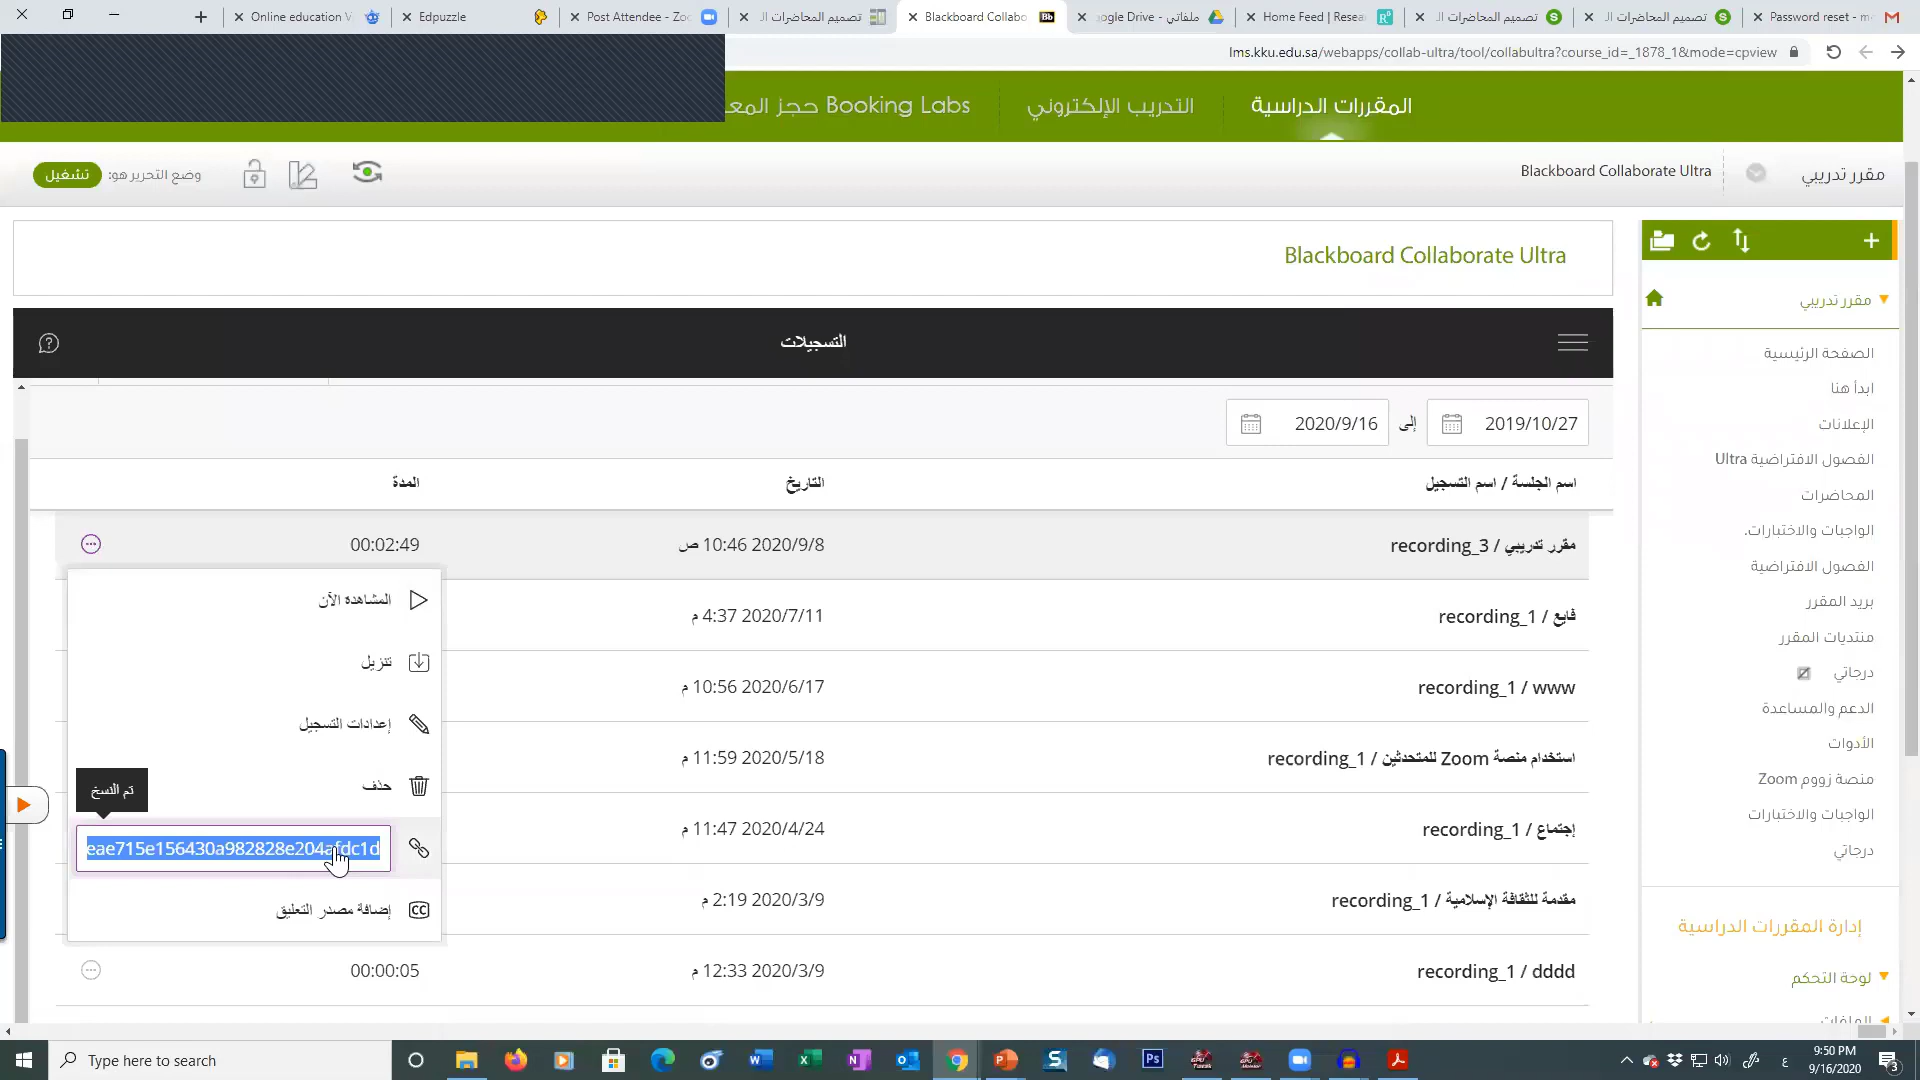 Online education V
Edpuzzle
Post Attendee - Zoo
تصميم المحاضرات ال
Blackboard Collabo
Bb
oogle Drive - ملفاتي
Home Feed | Resea
تصميم المحاضرات ال
تصميم المحاضرات ال
Password reset - m
lms.kku.edu.sa/webapps/collab-ultra/tool/collabultra?course_id=_1878_1&mode=cpview
المقررات الدراسية
التدريب الإلكتروني
Booking Labs حجز المع
مقرر تدريبي
Blackboard Collaborate Ultra
وضع التحرير هو:
تشغيل
Blackboard Collaborate Ultra
التسجيلات
2019/10/27 إلى 2020/9/16
اسم الجلسة / اسم التسجيل
التاريخ
المدة
مقرر تدريبي / recording_3
2020/9/8 10:46 ص
00:02:49
فايع / recording_1
2020/7/11 4:37 م
recording_1 / www
2020/6/17 10:56 م
استخدام منصة Zoom للمتحدثين / recording_1
2020/5/18 11:59 م
إجتماع / recording_1
2020/4/24 11:47 م
مقدمة للثقافة الإسلامية / recording_1
2020/3/9 2:19 م
recording_1 / dddd
2020/3/9 12:33 م
00:00:05
المشاهدة الآن
تنزيل
إعدادات التسجيل
حذف
تم النسخ
إضافة مصدر التعليق
CC
مقرر تدريبي
الصفحة الرئيسية
ابدأ هنا
الإعلانات
الفصول الافتراضية Ultra
المحاضرات
الواجبات والاختبارات.
الفصول الافتراضية
بريد المقرر
منتديات المقرر
درجاتي
الدعم والمساعدة
الأدوات
منصة زووم Zoom
الواجبات والاختبارات
درجاتي
إدارة المقررات الدراسية
لوحة التحكم
Type here to search
ع
9:50 PM
9/16/2020
3